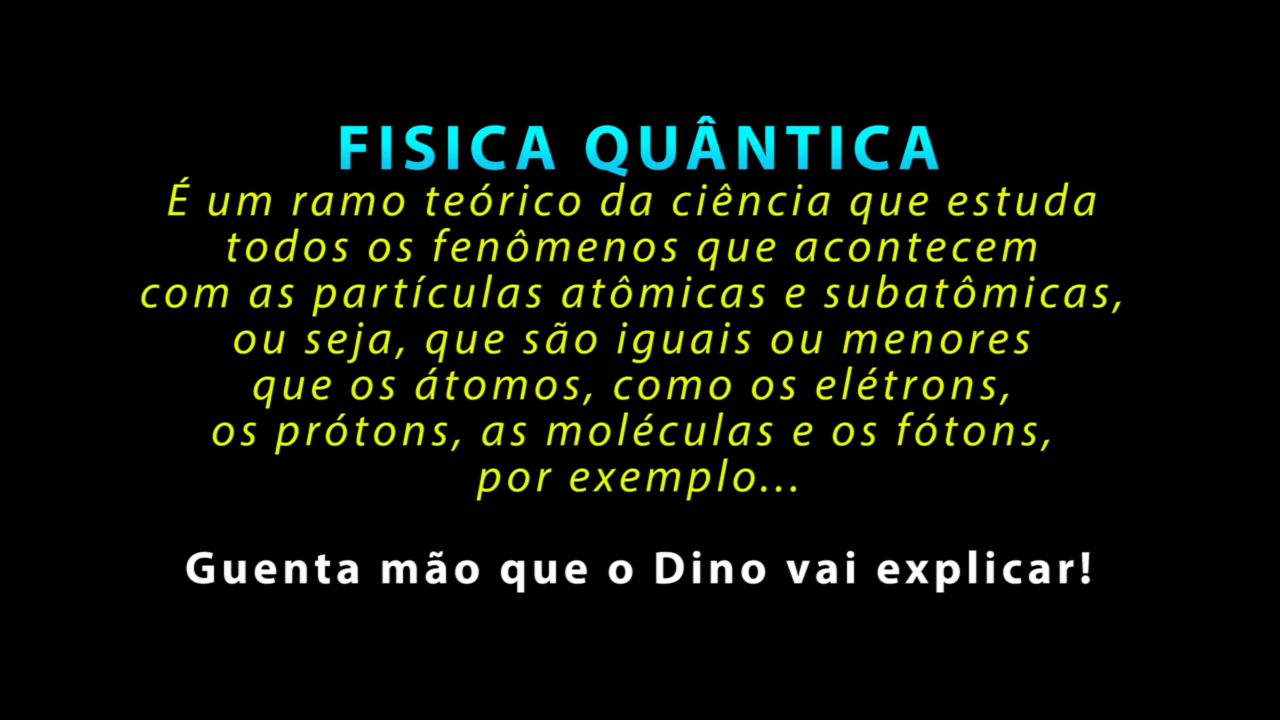 FISICA QUÂNTICA
É um ramo teórico da ciência que estuda
todos os fenômenos que acontecem
com as partículas atômicas e subatômicas,
ou seja, que são iguais ou menores
que os átomos, como os elétrons,
os prótons, as moléculas e os fótons,
por exemplo...
Guenta mão que o Dino vai explicar!